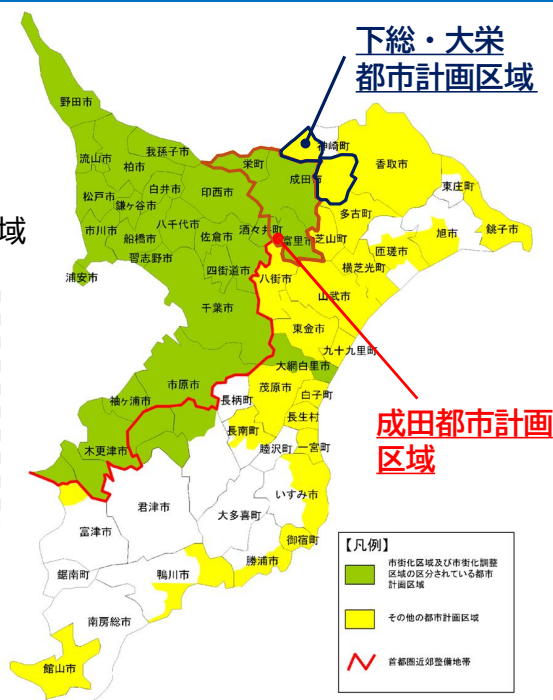 下総・大栄
都市計画区域
野田市
流山市
柏市
我孫子市
栄町
成田市
神崎町
香取市
東庄町
松戸市
鎌ヶ谷市
白井市
印西市
多古町
旭市
銚子市
市川市
船橋市
八千代市
佐倉市
酒々井町
富里市
芝山町
匝瑳市
横芝光町
習志野市
四街道市
八街市
浦安市
山武市
千葉市
東金市
九十九里町
大網白里市
域
市原市
袖ヶ浦市
長柄町
茂原市
白子町
長生村
長南町
一宮町
睦沢町
木更津市
成田都市計画
区域
いすみ市
君津市
大多喜町
富津市
御宿町
勝浦市
鋸南町
鴨川市
南房総市
館山市
【凡例】
市街化区域及び市街化調整
区域の区分されている都市
計画区域
その他の都市計画区域
首都圏近郊整備地帯